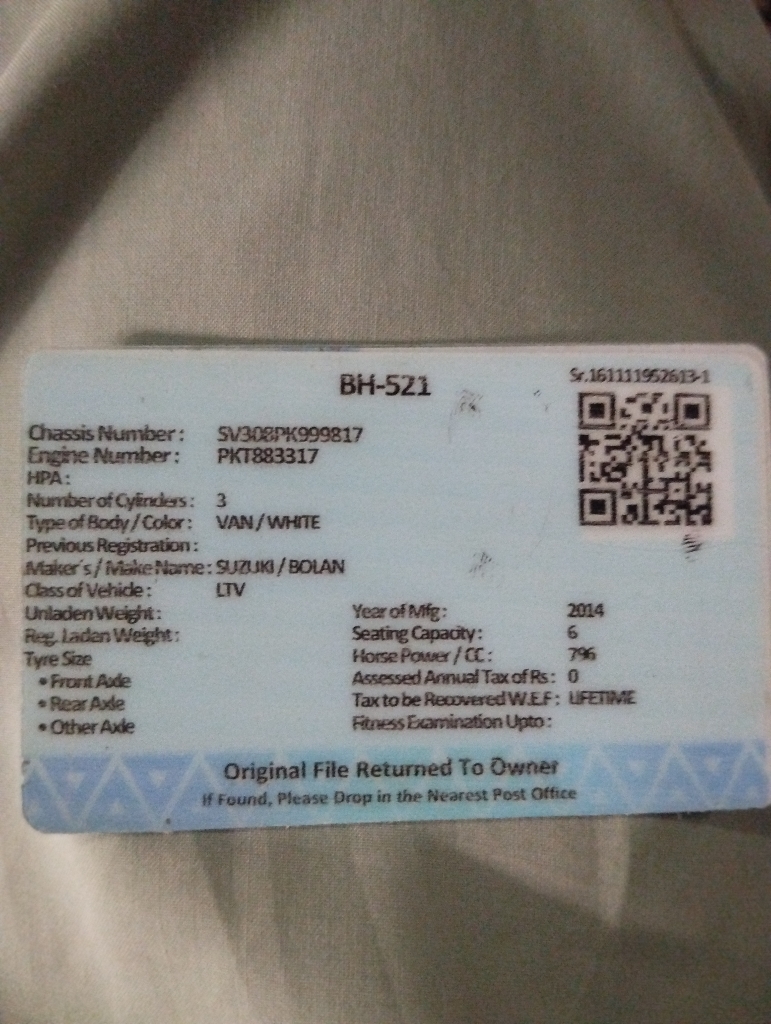 BH-521
Sr.161111952613-1
Chassis Number : SV308PK999817
Engine Number : PKT883317
HPA :
Number of Cylinders : 3
Type of Body / Color : VAN / WHITE
Previous Registration :
Maker's / Make Name : SUZUKI / BOLAN
Class of Vehicle : LTV
Unladen Weight : Year of Mfg : 2014
Reg. Laden Weight : Seating Capacity : 6
Tyre Size Horse Power / CC : 796
• Front Axle Assessed Annual Tax of Rs : 0
• Rear Axle Tax to be Recovered W.E.F : LIFETIME
• Other Axle Fitness Examination Upto :
Original File Returned To Owner
If Found, Please Drop in the Nearest Post Office